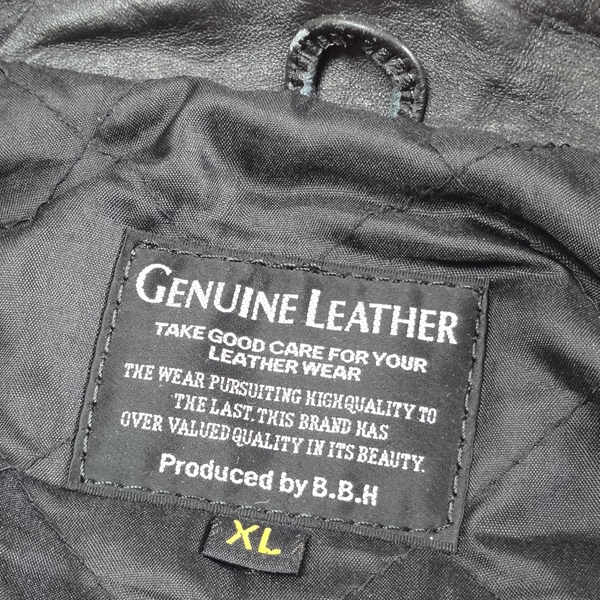 GENUINE LEATHER
TAKE GOOD CARE FOR YOUR
LEATHER WEAR
THE WEAR PURSUITING HIGH QUALITY TO
THE LAST. THIS BRAND HAS
OVER VALUED QUALITY IN ITS BEAUTY.
Produced by B.B.H
XL